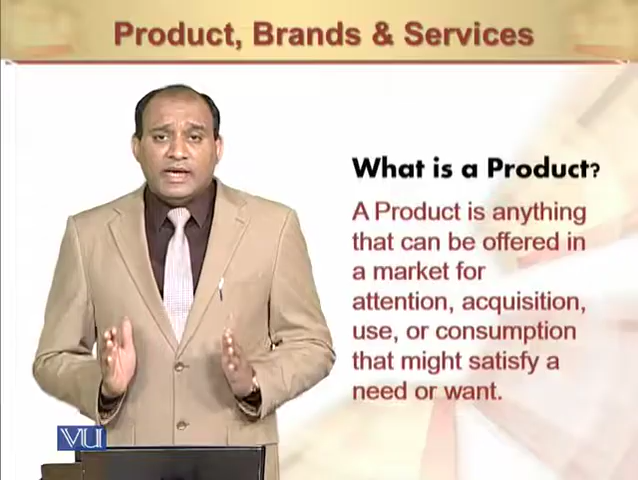 Product, Brands & Services
What is a Product?
A Product is anything
that can be offered in
a market for
attention, acquisition,
use, or consumption
that might satisfy a
need or want.
VU